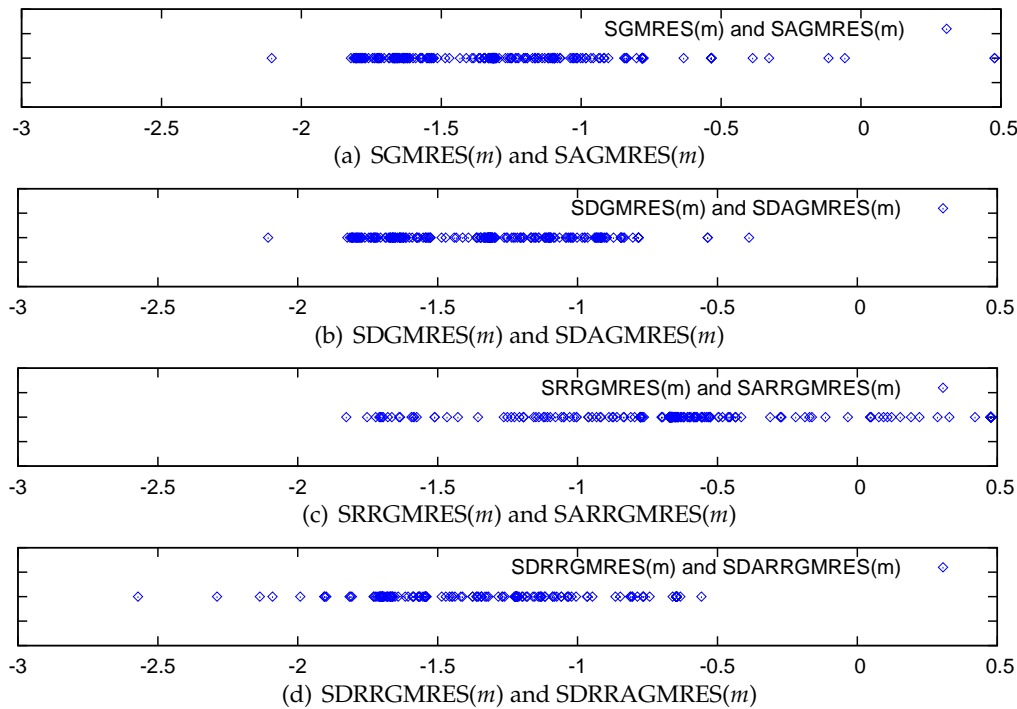 SGMRES(m) and SAGMRES(m)
-3 -2.5 -2 -1.5 -1 -0.5 0 0.5
(a) SGMRES(m) and SAGMRES(m)
SDGMRES(m) and SDAGMRES(m)
-3 -2.5 -2 -1.5 -1 -0.5 0 0.5
(b) SDGMRES(m) and SDAGMRES(m)
SRRGMRES(m) and SARRGMRES(m)
-3 -2.5 -2 -1.5 -1 -0.5 0 0.5
(c) SRRGMRES(m) and SARRGMRES(m)
SDRRGMRES(m) and SDARRGMRES(m)
-3 -2.5 -2 -1.5 -1 -0.5 0 0.5
(d) SDRRGMRES(m) and SDRRAGMRES(m)